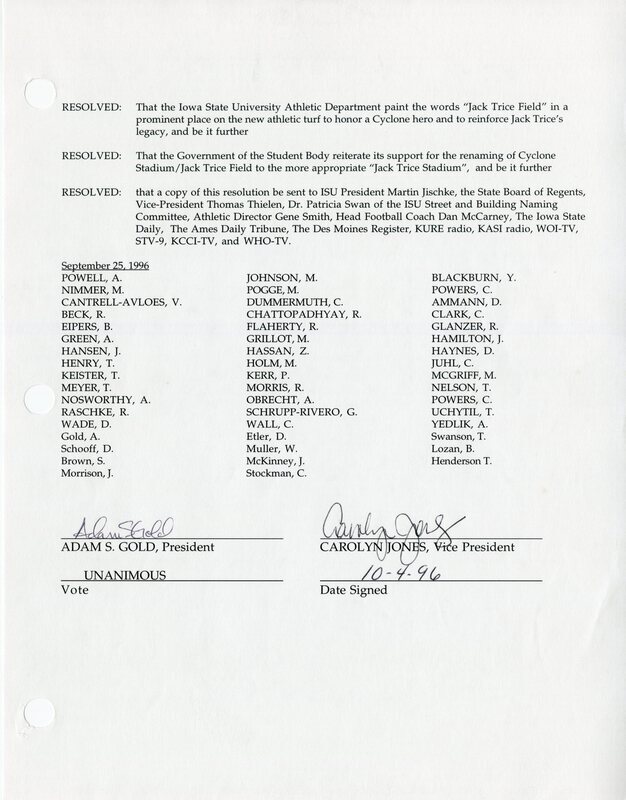 RESOLVED: That the Iowa State University Athletic Department paint the words “Jack Trice Field” in a
prominent place on the new athletic turf to honor a Cyclone hero and to reinforce Jack Trice’s
legacy, and be it further
RESOLVED: That the Government of the Student Body reiterate its support for the renaming of Cyclone
Stadium/Jack Trice Field to the more appropriate “Jack Trice Stadium”, and be it further
RESOLVED: that a copy of this resolution be sent to ISU President Martin Jischke, the State Board of Regents,
Vice-President Thomas Thielen, Dr. Patricia Swan of the ISU Street and Building Naming
Committee, Athletic Director Gene Smith, Head Football Coach Dan McCarney, The Iowa State
Daily, The Ames Daily Tribune, The Des Moines Register, KURE radio, KASI radio, WOI-TV,
STV-9, KCCI-TV, and WHO-TV.
September 25, 1996
POWELL, A. JOHNSON, M. BLACKBURN, Y.
NIMMER, M. POGGE, M. POWERS, C.
CANTRELL-AVLOES, V. DUMMERMUTH, C. AMMANN, D.
BECK, R. CHATTOPADHYAY, R. CLARK, C.
EIPERS, B. FLAHERTY, R. GLANZER, R.
GREEN, A. GRILLOT, M. HAMILTON, J.
HANSEN, J. HASSAN, Z. HAYNES, D.
HENRY, T. HOLM, M. JUHL, C.
KEISTER, T. KERR, P. MCGRIFF, M.
MEYER, T. MORRIS, R. NELSON, T.
NOSWORTHY, A. OBRECHT, A. POWERS, C.
RASCHKE, R. SCHRUPP-RIVERO, G. UCHYTIL, T.
WADE, D. WALL, C. YEDLIK, A.
Gold, A. Etler, D. Swanson, T.
Schooff, D. Muller, W. Lozan, B.
Brown, S. McKinney, J. Henderson T.
Morrison, J. Stockman, C.
Adam S Gold Carolyn Jones
ADAM S. GOLD, President CAROLYN JONES, Vice President
UNANIMOUS 10-4-96
Vote Date Signed